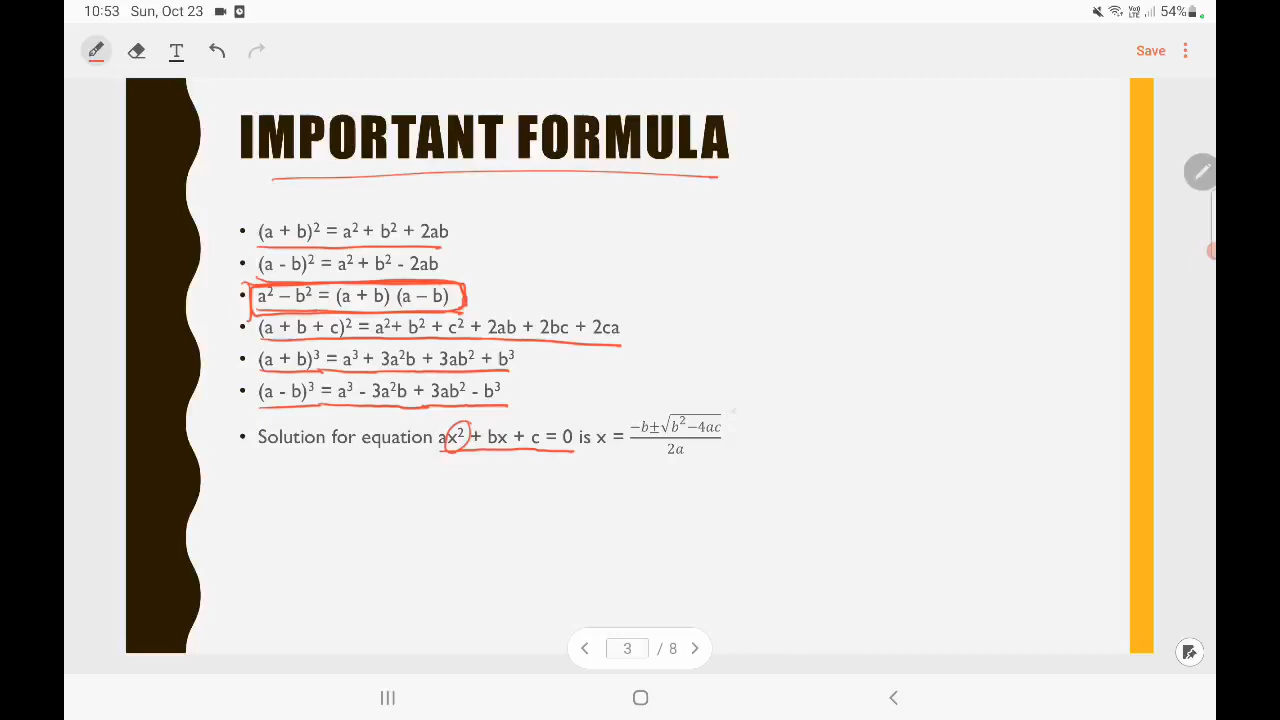 10:53 Sun, Oct 23 54%
T Save
IMPORTANT FORMULA
• (a + b)² = a² + b² + 2ab
• (a - b)² = a² + b² - 2ab
• a² – b² = (a + b) (a – b)
• (a + b + c)² = a²+ b² + c² + 2ab + 2bc + 2ca
• (a + b)³ = a³ + 3a²b + 3ab² + b³
• (a - b)³ = a³ - 3a²b + 3ab² - b³
• Solution for equation ax² + bx + c = 0 is x = (−b±√(b²−4ac))/(2a)
3 / 8